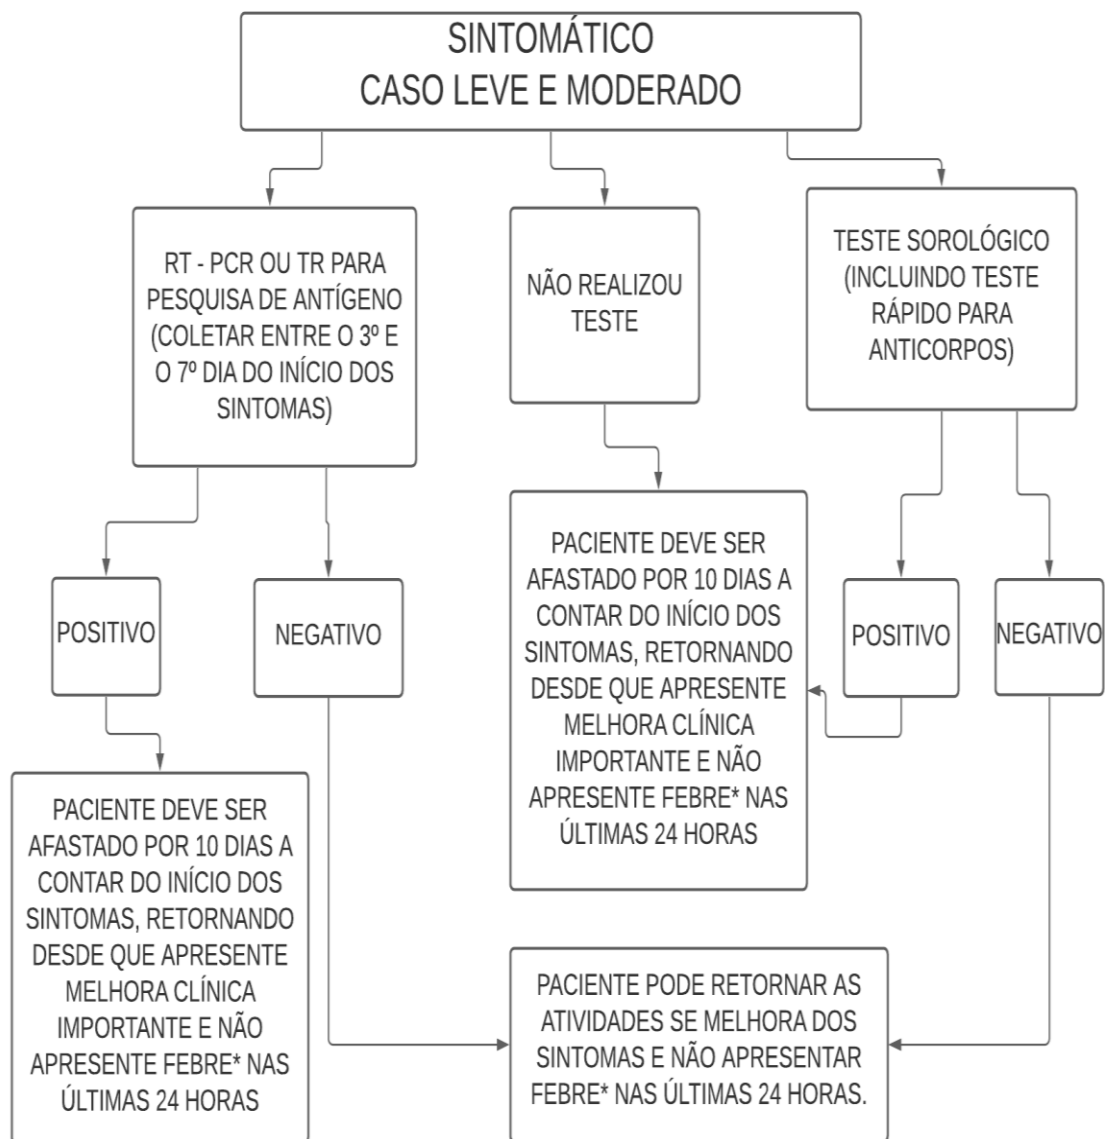 SINTOMÁTICO
CASO LEVE E MODERADO
RT - PCR OU TR PARA
PESQUISA DE ANTÍGENO
(COLETAR ENTRE O 3º E
O 7º DIA DO INÍCIO DOS
SINTOMAS)
NÃO REALIZOU
TESTE
TESTE SOROLÓGICO
(INCLUINDO TESTE
RÁPIDO PARA
ANTICORPOS)
POSITIVO
NEGATIVO
PACIENTE DEVE SER
AFASTADO POR 10 DIAS A
CONTAR DO INÍCIO DOS
SINTOMAS, RETORNANDO
DESDE QUE APRESENTE
MELHORA CLÍNICA
IMPORTANTE E NÃO
APRESENTE FEBRE* NAS
ÚLTIMAS 24 HORAS
POSITIVO
NEGATIVO
PACIENTE DEVE SER
AFASTADO POR 10 DIAS A
CONTAR DO INÍCIO DOS
SINTOMAS, RETORNANDO
DESDE QUE APRESENTE
MELHORA CLÍNICA
IMPORTANTE E NÃO
APRESENTE FEBRE* NAS
ÚLTIMAS 24 HORAS
PACIENTE PODE RETORNAR AS
ATIVIDADES SE MELHORA DOS
SINTOMAS E NÃO APRESENTAR
FEBRE* NAS ÚLTIMAS 24 HORAS.